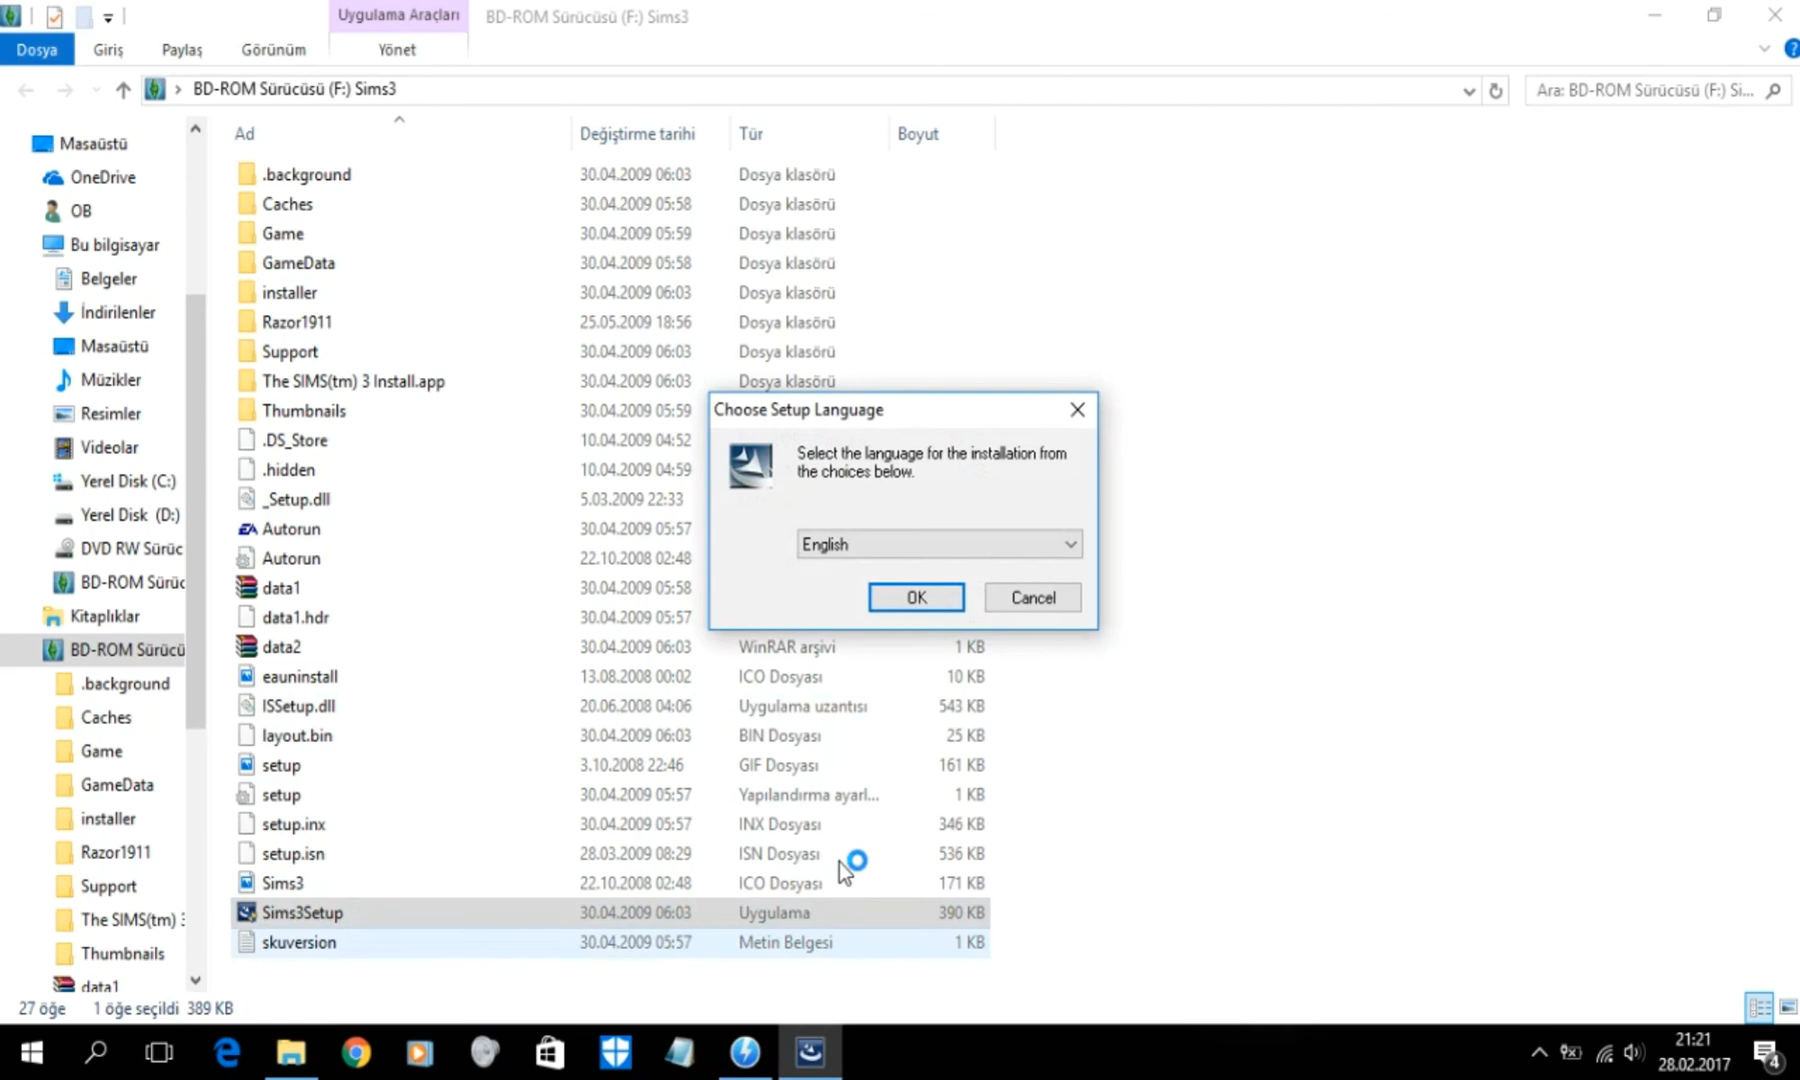 Uygulama Araçları BD-ROM Sürücüsü (F:) Sims3
Dosya Giriş Paylaş Görünüm Yönet
BD-ROM Sürücüsü (F:) Sims3 Ara: BD-ROM Sürücüsü (F:) Si...
Masaüstü
OneDrive
OB
Bu bilgisayar
Belgeler
İndirilenler
Masaüstü
Müzikler
Resimler
Videolar
Yerel Disk (C:)
Yerel Disk (D:)
DVD RW Sürüc
BD-ROM Sürüc
Kitaplıklar
BD-ROM Sürücü
.background
Caches
Game
GameData
installer
Razor1911
Support
The SIMS(tm) 3
Thumbnails
data1
Ad Değiştirme tarihi Tür Boyut
.background 30.04.2009 06:03 Dosya klasörü
Caches 30.04.2009 05:58 Dosya klasörü
Game 30.04.2009 05:59 Dosya klasörü
GameData 30.04.2009 05:58 Dosya klasörü
installer 30.04.2009 06:03 Dosya klasörü
Razor1911 25.05.2009 18:56 Dosya klasörü
Support 30.04.2009 06:03 Dosya klasörü
The SIMS(tm) 3 Install.app 30.04.2009 06:03 Dosya klasörü
Thumbnails 30.04.2009 05:59
.DS_Store 10.04.2009 04:52
.hidden 10.04.2009 04:59
_Setup.dll 5.03.2009 22:33
EA Autorun 30.04.2009 05:57
Autorun 22.10.2008 02:48
data1 30.04.2009 05:58
data1.hdr 30.04.2009 05:57
data2 30.04.2009 06:03 WinRAR arşivi 1 KB
eauninstall 13.08.2008 00:02 ICO Dosyası 10 KB
ISSetup.dll 20.06.2008 04:06 Uygulama uzantısı 543 KB
layout.bin 30.04.2009 06:03 BIN Dosyası 25 KB
setup 3.10.2008 22:46 GIF Dosyası 161 KB
setup 30.04.2009 05:57 Yapılandırma ayarl... 1 KB
setup.inx 30.04.2009 05:57 INX Dosyası 346 KB
setup.isn 28.03.2009 08:29 ISN Dosyası 536 KB
Sims3 22.10.2008 02:48 ICO Dosyası 171 KB
Sims3Setup 30.04.2009 06:03 Uygulama 390 KB
skuversion 30.04.2009 05:57 Metin Belgesi 1 KB
Choose Setup Language
Select the language for the installation from
the choices below.
English
OK Cancel
27 öğe 1 öğe seçildi 389 KB
21:21
28.02.2017
4